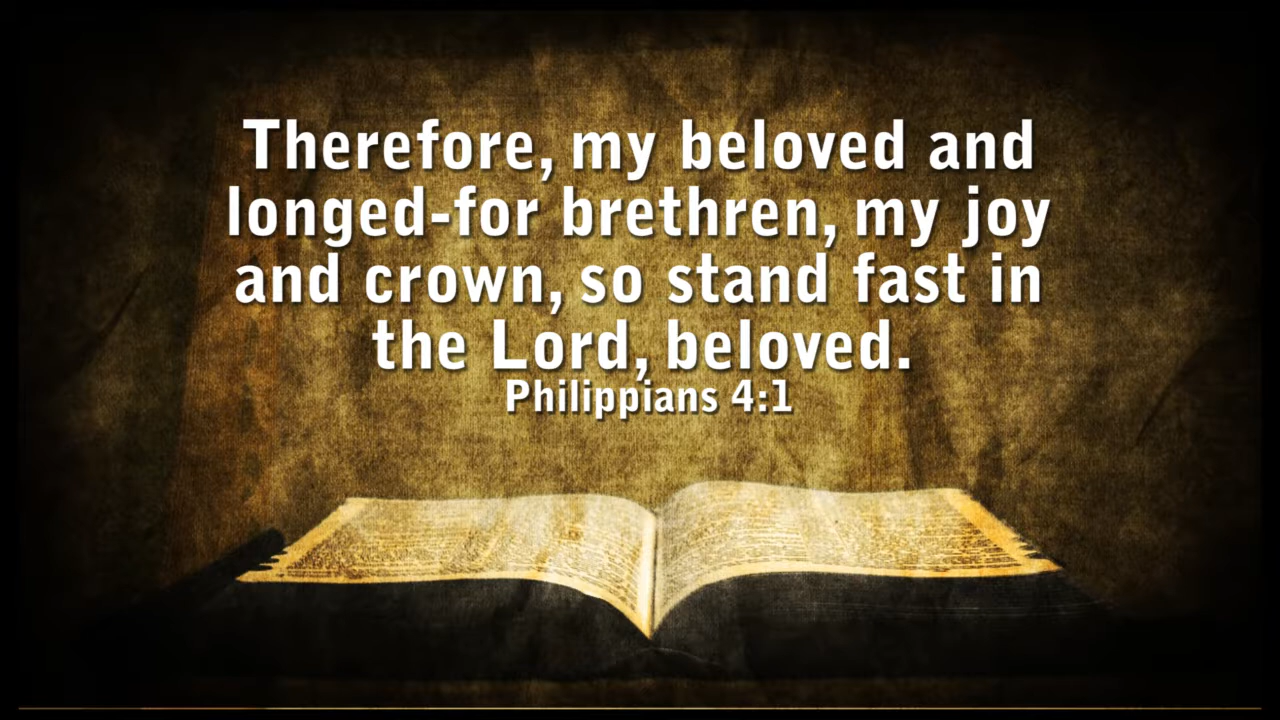 Therefore, my beloved and
longed-for brethren, my joy
and crown, so stand fast in
the Lord, beloved.
Philippians 4:1